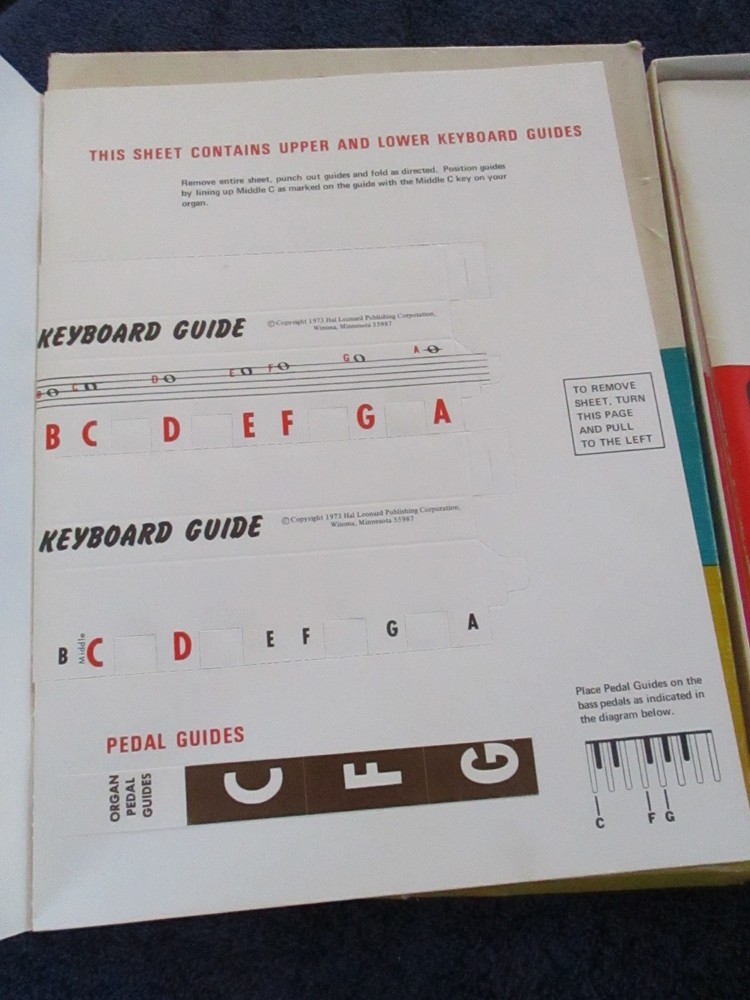 THIS SHEET CONTAINS UPPER AND LOWER KEYBOARD GUIDES
Remove entire sheet, punch out guides and fold as directed. Position guides
by lining up Middle C as marked on the guide with the Middle C key on your
organ.
KEYBOARD GUIDE
©Copyright 1973 Hal Leonard Publishing Corporation,
Winona, Minnesota 55987
B C D E F G A
B C D E F G A
TO REMOVE
SHEET, TURN
THIS PAGE
AND PULL
TO THE LEFT
KEYBOARD GUIDE
©Copyright 1973 Hal Leonard Publishing Corporation,
Winona, Minnesota 55987
B Middle C D E F G A
PEDAL GUIDES
ORGAN
PEDAL
GUIDES
C F G
Place Pedal Guides on the
bass pedals as indicated in
the diagram below.
C F G